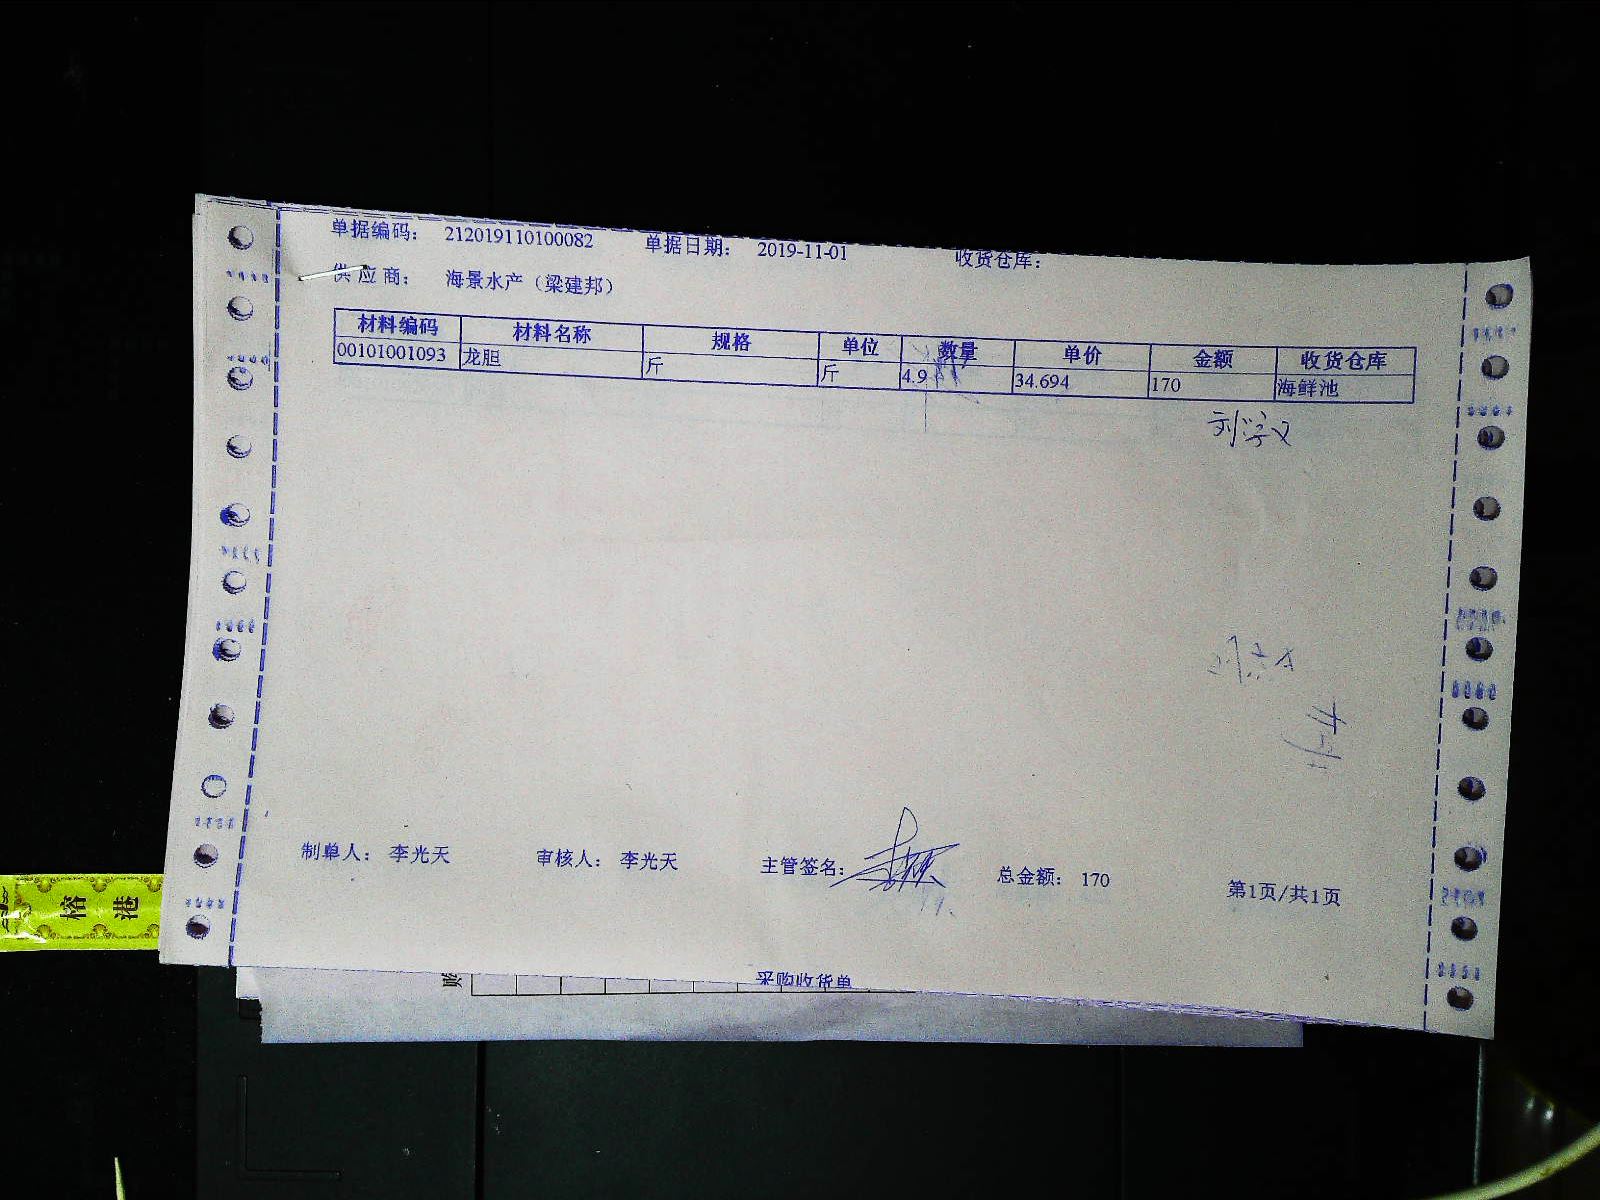 单据编码： 212019110100082 单据日期： 2019-11-01 收货仓库：
供应商： 海景水产（梁建邦）
材料编码 材料名称 规格 单位 数量 单价 金额 收货仓库
00101001093 龙胆 斤 斤 4.9 34.694 170 海鲜池
制单人： 李光天 审核人： 李光天 主管签名： 总金额： 170 第1页/共1页
榕港
购
采购收货单